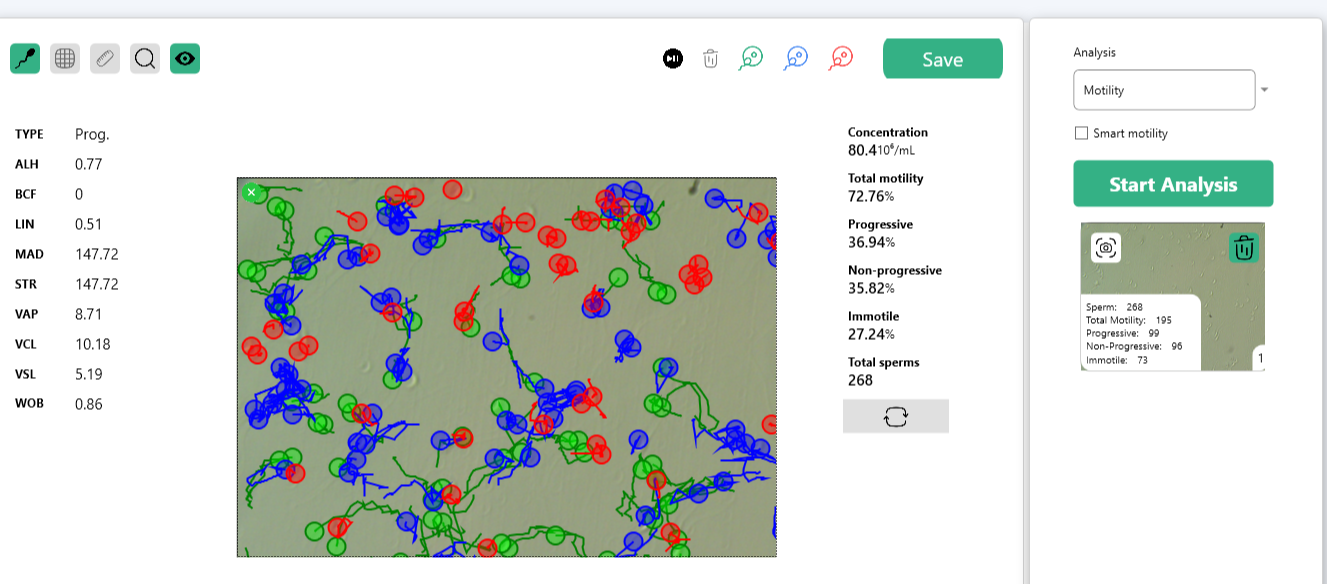 Save
TYPE Prog.
ALH 0.77
BCF 0
LIN 0.51
MAD 147.72
STR 147.72
VAP 8.71
VCL 10.18
VSL 5.19
WOB 0.86
Concentration
80.410⁶/mL
Total motility
72.76%
Progressive
36.94%
Non-progressive
35.82%
Immotile
27.24%
Total sperms
268
Analysis
Motility
Smart motility
Start Analysis
Sperm: 268
Total Motility: 195
Progressive: 99
Non-Progressive: 96
Immotile: 73
1